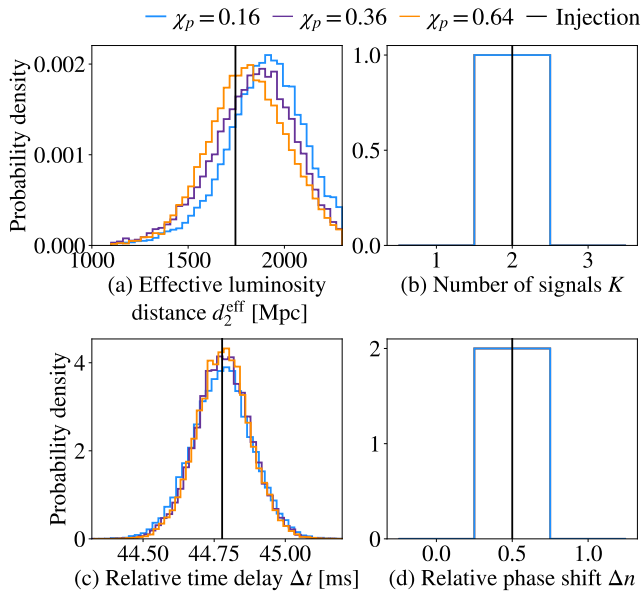 χp = 0.16 χp = 0.36 χp = 0.64 Injection
Probability density
0.002
0.001
0.000
1000 1500 2000
(a) Effective luminosity
distance d_2^eff [Mpc]
1.0
0.5
0.0
1 2 3
(b) Number of signals K
Probability density
4
2
0
44.50 44.75 45.00
(c) Relative time delay Δt [ms]
2
1
0
0.0 0.5 1.0
(d) Relative phase shift Δn